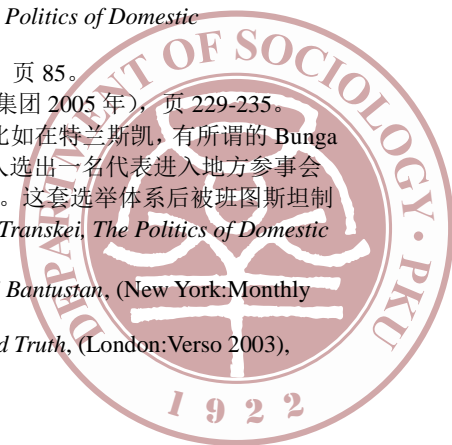 Politics of Domestic
页 85。
集团 2005 年），页 229-235。
比如在特兰斯凯，有所谓的 Bunga
人选出一名代表进入地方参事会
。这套选举体系后被班图斯坦制
Transkei, The Politics of Domestic
Bantustan, (New York:Monthly
d Truth, (London:Verso 2003),
DEPARTMENT OF SOCIOLOGY · PKU
1922